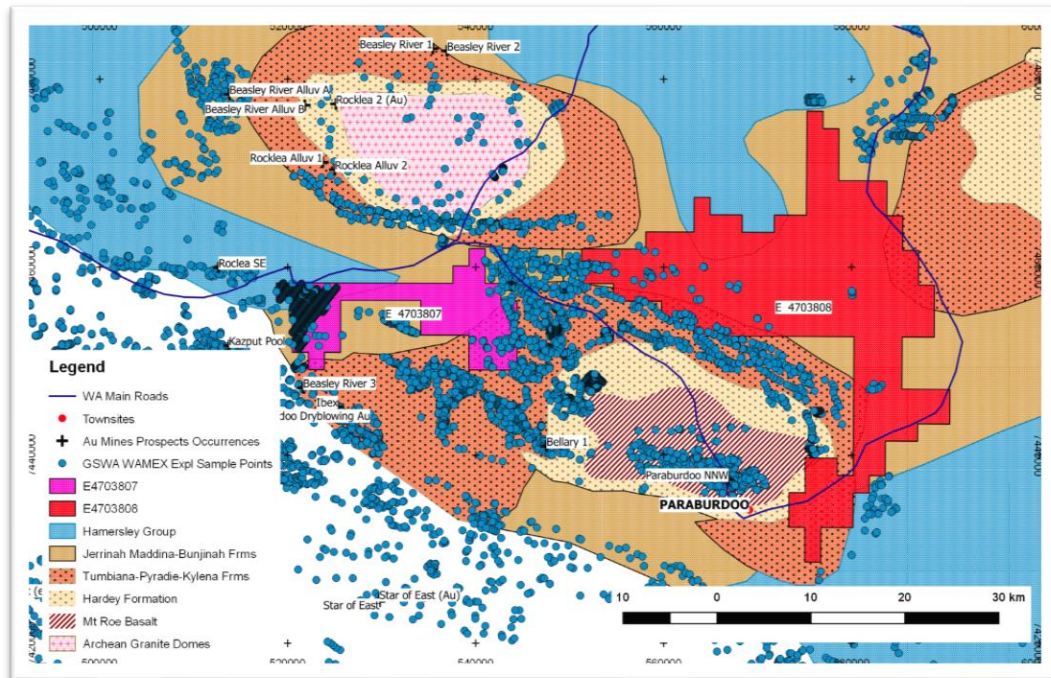 500000
520000
540000
560000
Beasley River 1
Beasley River 2
Beasley River Alluv A
Beasley River Alluv B
Rocklea 2 (Au)
Rocklea Alluv 1
Rocklea Alluv 2
Roclea SE
7460000
E 4703807
E 4703808
Kazput Pool
Beasley River 3
Ibex
doo Dryblowing Au
Bellary 1
7440000
Paraburdoo NNW
PARABURDOO
Star of East (Au)
Star of East
Legend
WA Main Roads
Townsites
Au Mines Prospects Occurrences
GSWA WAMEX Expl Sample Points
E4703807
E4703808
Hamersley Group
Jerrinah Maddina-Bunjinah Frms
Tumbiana-Pyradie-Kylena Frms
Hardey Formation
Mt Roe Basalt
Archean Granite Domes
10 0 10 20 30 km
500000
520000
540000
560000